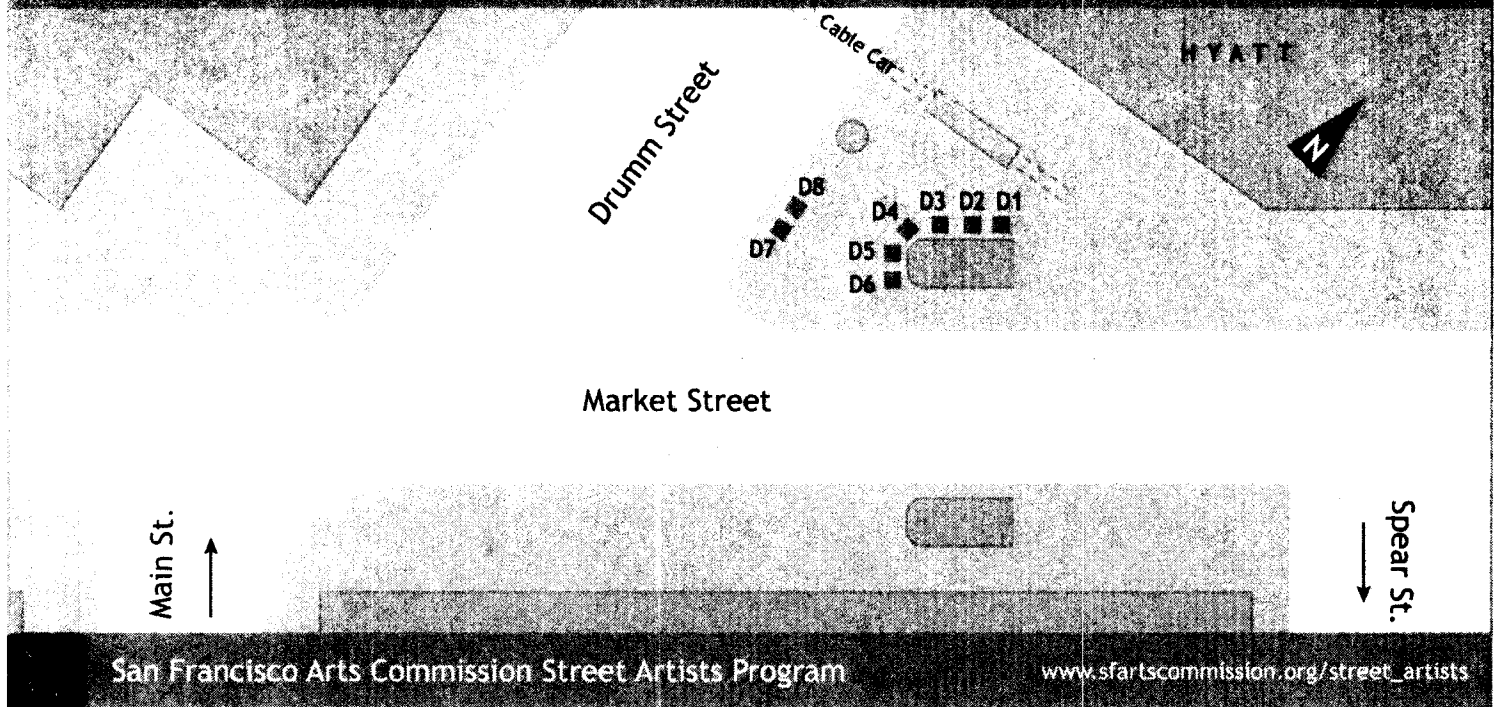 Cable Car
HYATT
N
Drumm Street
D8
D7
D4
D3
D2
D1
D5
D6
Market Street
Main St.
Spear St.
San Francisco Arts Commission Street Artists Program
www.sfartscommission.org/street_artists